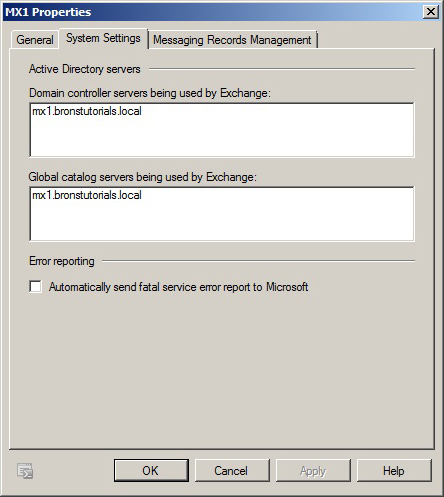 MX1 Properties
General
System Settings
Messaging Records Management
Active Directory servers
Domain controller servers being used by Exchange:
mx1.bronstutorials.local
Global catalog servers being used by Exchange:
mx1.bronstutorials.local
Error reporting
Automatically send fatal service error report to Microsoft
OK
Cancel
Apply
Help